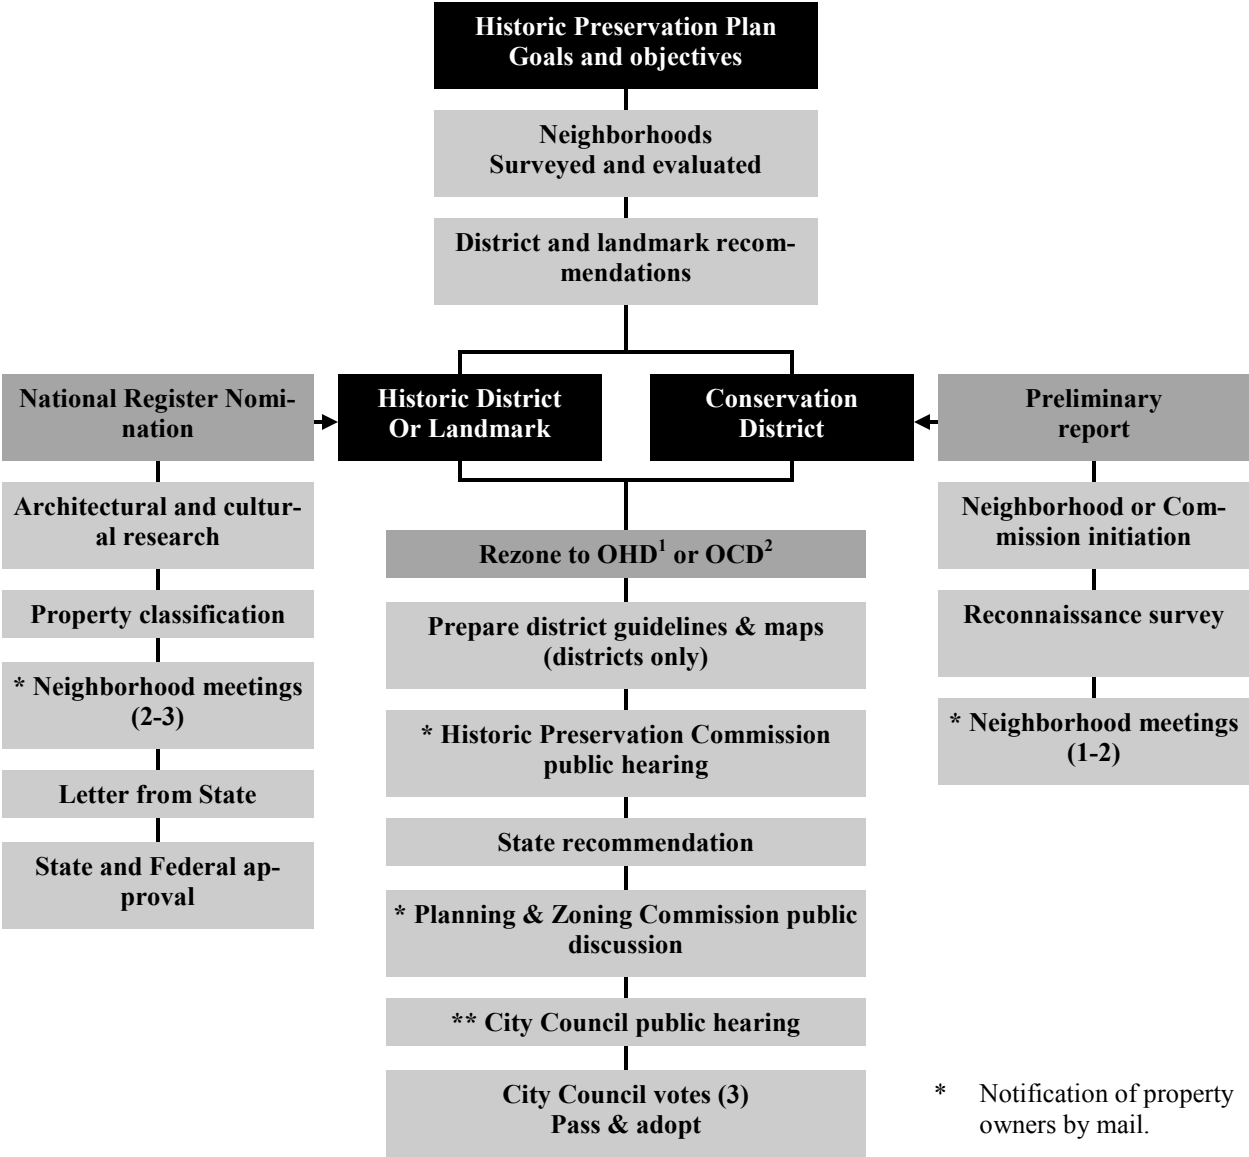 Historic Preservation Plan
Goals and objectives
Neighborhoods
Surveyed and evaluated
District and landmark recom-
mendations
National Register Nomi-
nation
Historic District
Or Landmark
Conservation
District
Preliminary
report
Architectural and cultur-
al research
Property classification
* Neighborhood meetings
(2-3)
Letter from State
State and Federal ap-
proval
Rezone to OHD¹ or OCD²
Prepare district guidelines & maps
(districts only)
* Historic Preservation Commission
public hearing
State recommendation
* Planning & Zoning Commission public
discussion
** City Council public hearing
City Council votes (3)
Pass & adopt
Neighborhood or Com-
mission initiation
Reconnaissance survey
* Neighborhood meetings
(1-2)
* Notification of property
owners by mail.